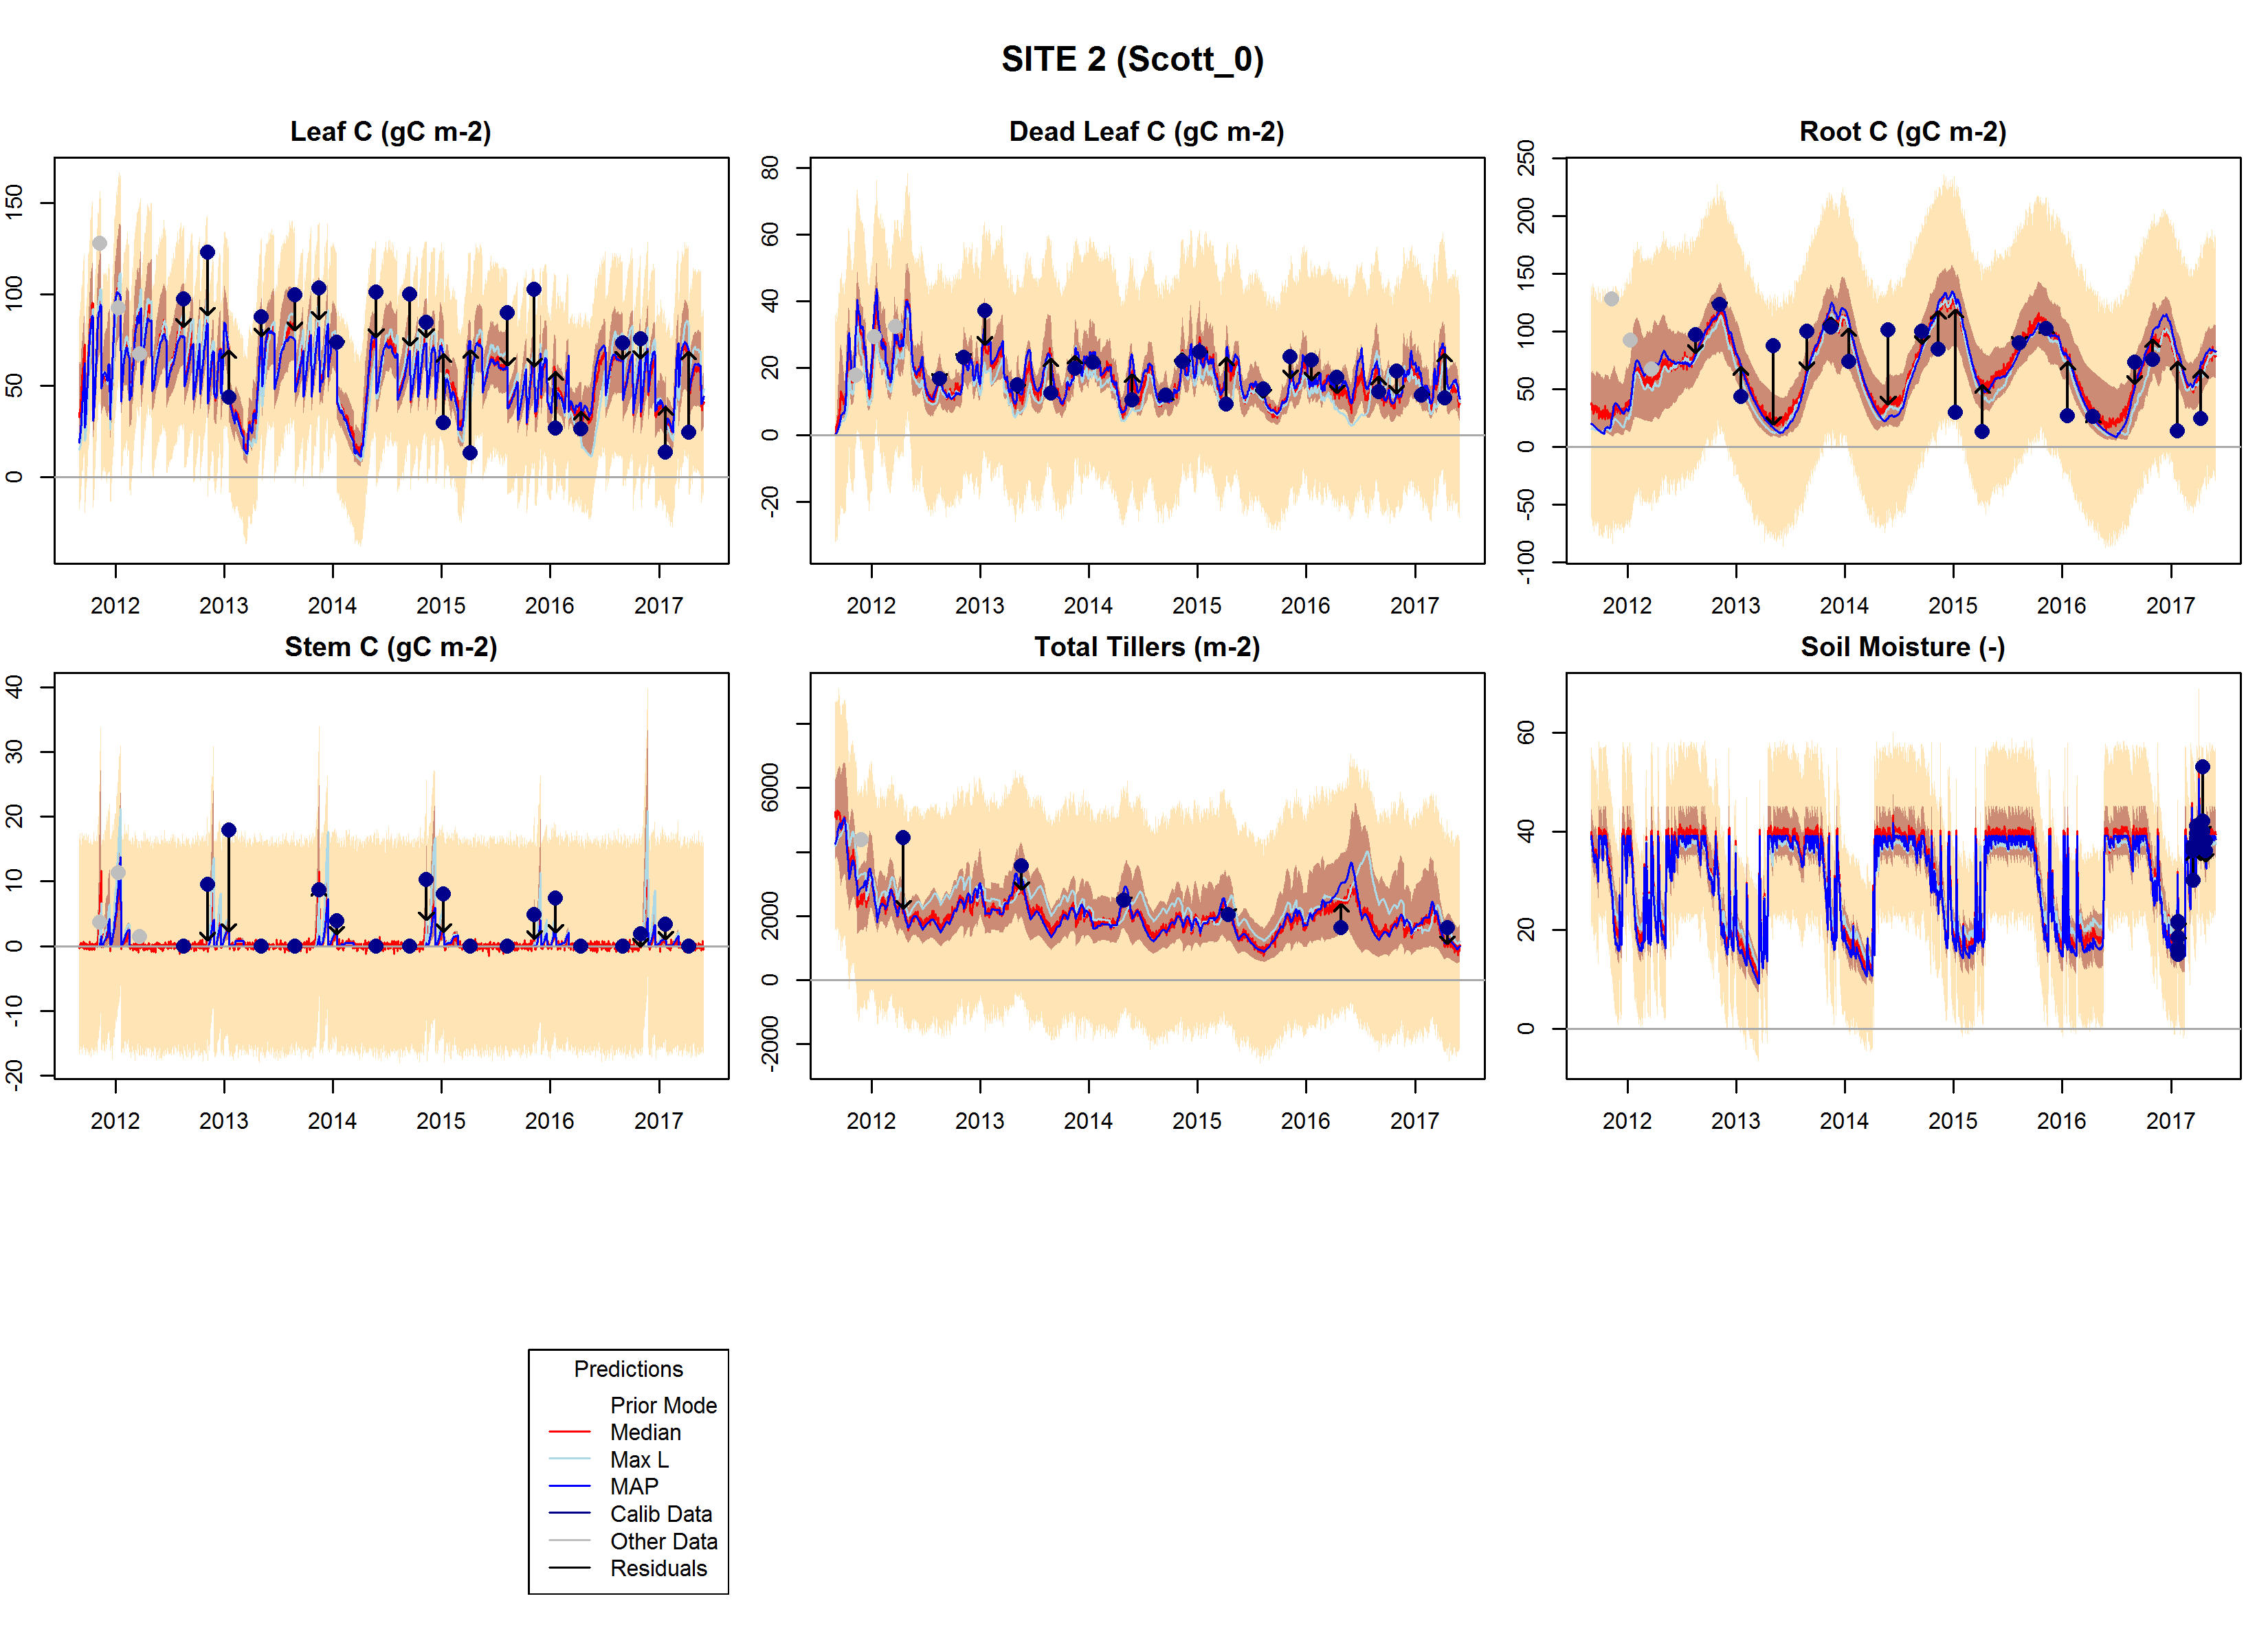 SITE 2 (Scott_0)
Leaf C (gC m-2)
150
100
50
0
2012 2013 2014 2015 2016 2017
Dead Leaf C (gC m-2)
80
60
40
20
0
-20
2012 2013 2014 2015 2016 2017
Root C (gC m-2)
250
200
150
100
50
0
-50
-100
2012 2013 2014 2015 2016 2017
Stem C (gC m-2)
40
30
20
10
0
-10
-20
2012 2013 2014 2015 2016 2017
Total Tillers (m-2)
6000
2000
0
-2000
2012 2013 2014 2015 2016 2017
Soil Moisture (-)
60
40
20
0
2012 2013 2014 2015 2016 2017
Predictions
Prior Mode
Median
Max L
MAP
Calib Data
Other Data
Residuals